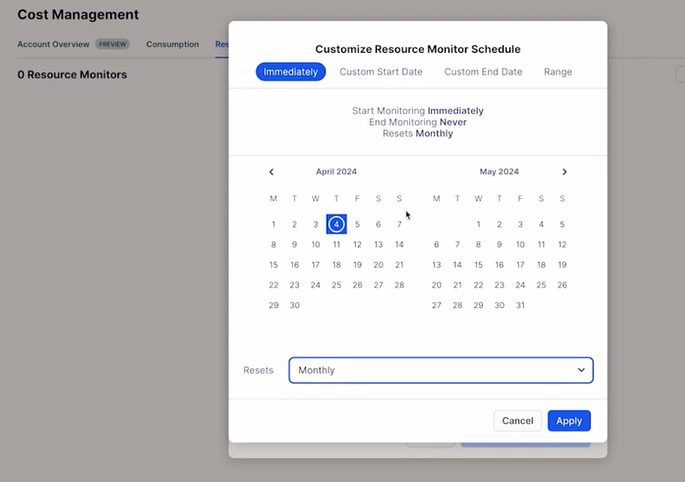 Cost Management
Account Overview PREVIEW Consumption Res
0 Resource Monitors
Customize Resource Monitor Schedule
Immediately Custom Start Date Custom End Date Range
Start Monitoring Immediately
End Monitoring Never
Resets Monthly
April 2024 May 2024
M T W T F S S M T W T F S S
1 2 3 4 5 6 7 1 2 3 4 5
8 9 10 11 12 13 14 6 7 8 9 10 11 12
15 16 17 18 19 20 21 13 14 15 16 17 18 19
22 23 24 25 26 27 28 20 21 22 23 24 25 26
29 30 27 28 29 30 31
Resets Monthly
Cancel Apply